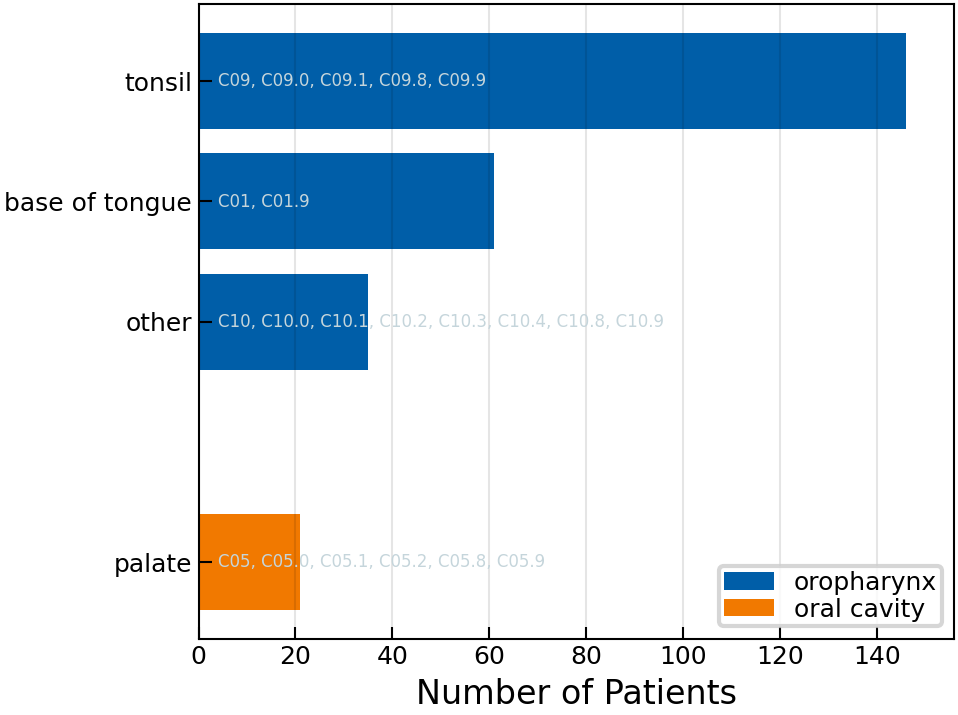 tonsil
C09, C09.0, C09.1, C09.8, C09.9
base of tongue
C01, C01.9
other
C10, C10.0, C10.1, C10.2, C10.3, C10.4, C10.8, C10.9
palate
C05, C05.0, C05.1, C05.2, C05.8, C05.9
oropharynx
oral cavity
0 20 40 60 80 100 120 140
Number of Patients